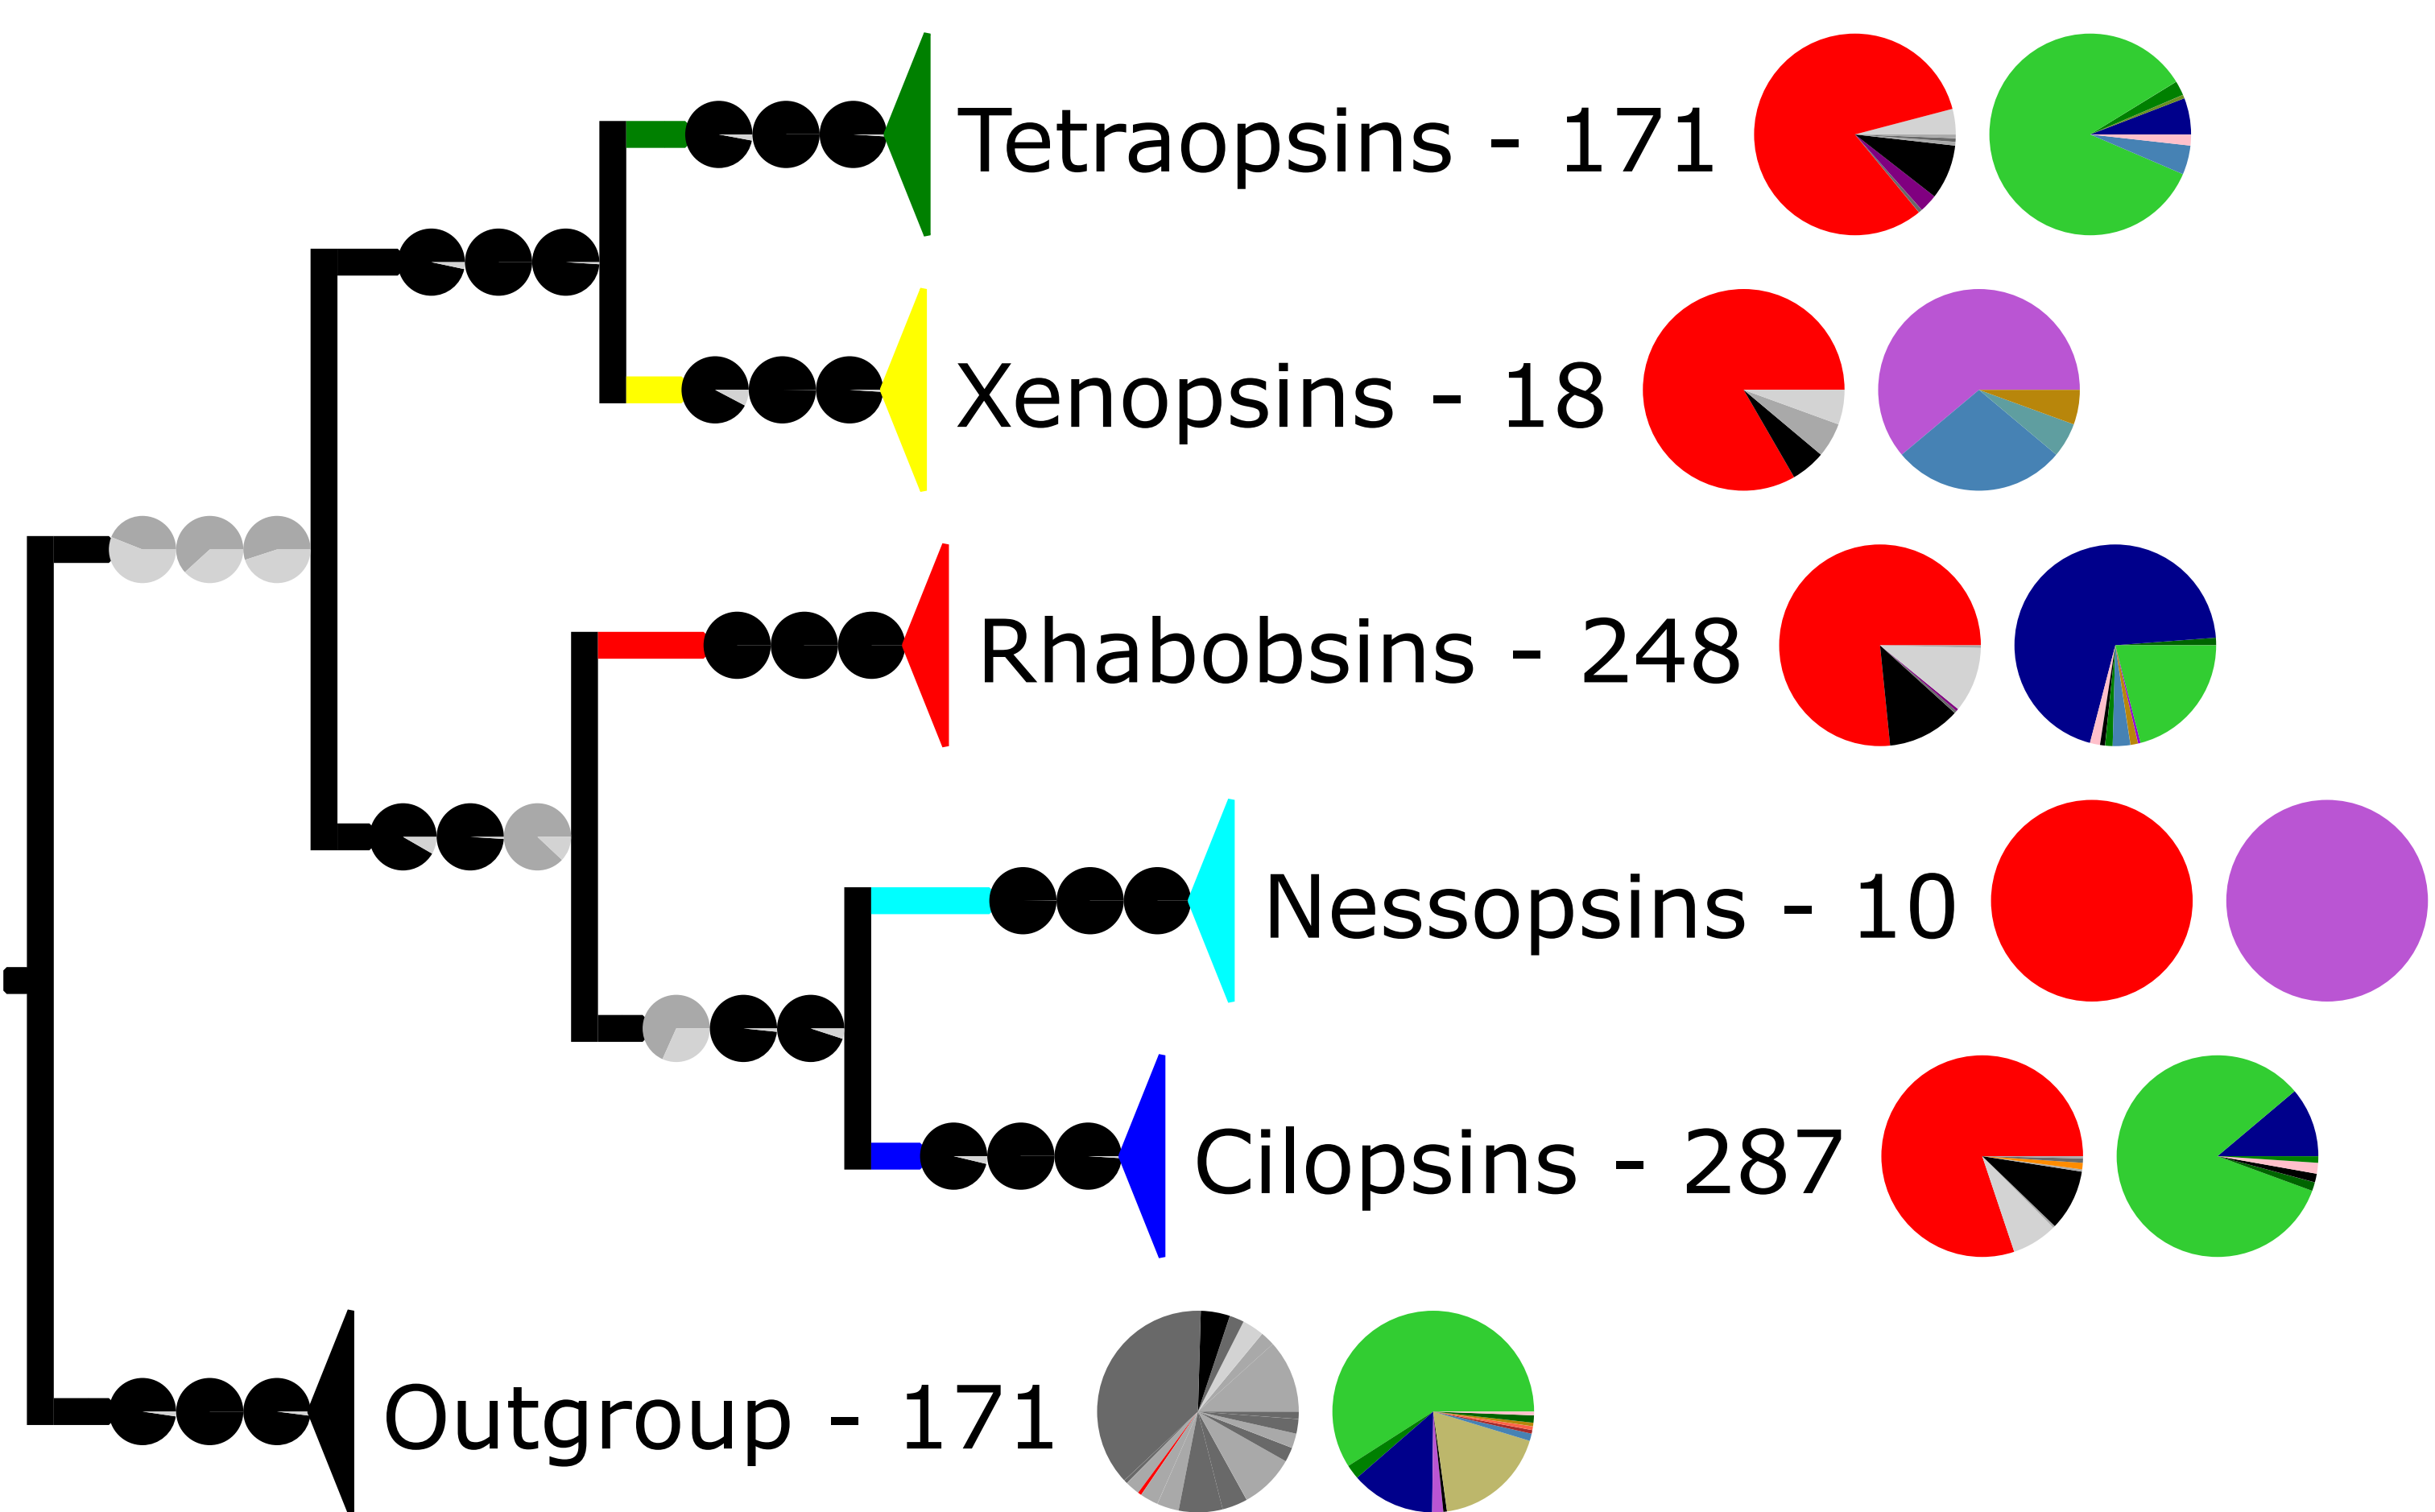 Tetraopsins - 171
Xenopsins - 18
Rhabobsins - 248
Nessopsins - 10
Cilopsins - 287
Outgroup - 171